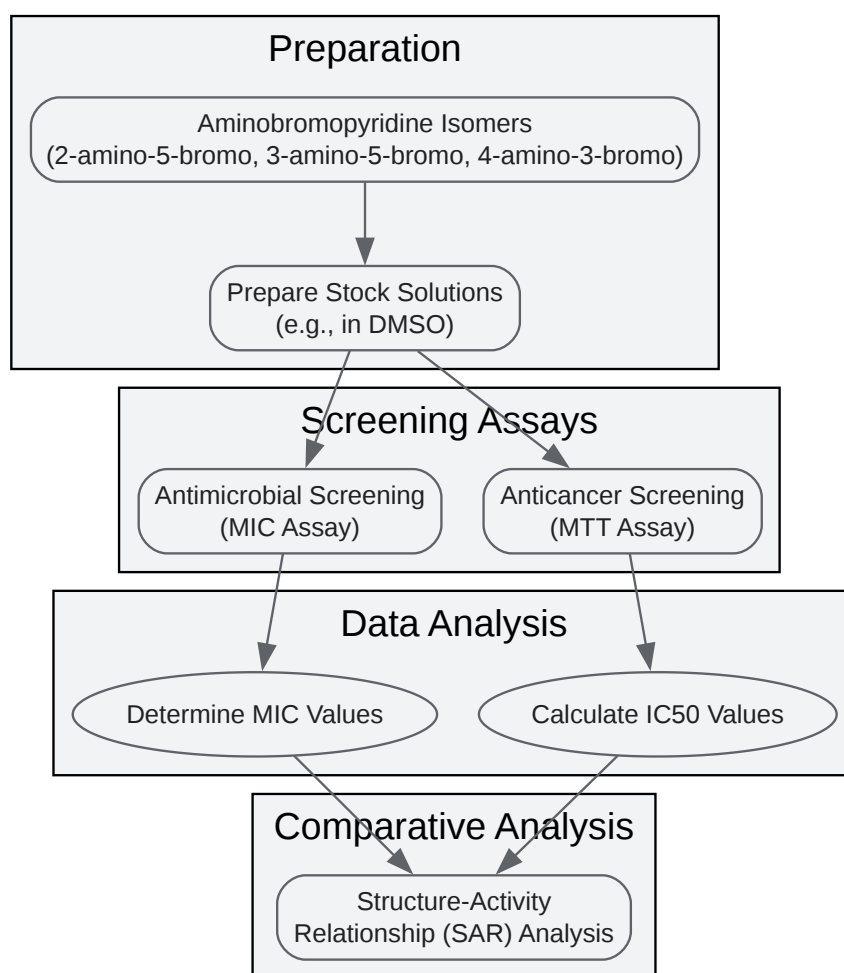 Preparation
Aminobromopyridine Isomers
(2-amino-5-bromo, 3-amino-5-bromo, 4-amino-3-bromo)
Prepare Stock Solutions
(e.g., in DMSO)
Screening Assays
Antimicrobial Screening
(MIC Assay)
Anticancer Screening
(MTT Assay)
Data Analysis
Determine MIC Values
Calculate IC50 Values
Comparative Analysis
Structure-Activity
Relationship (SAR) Analysis